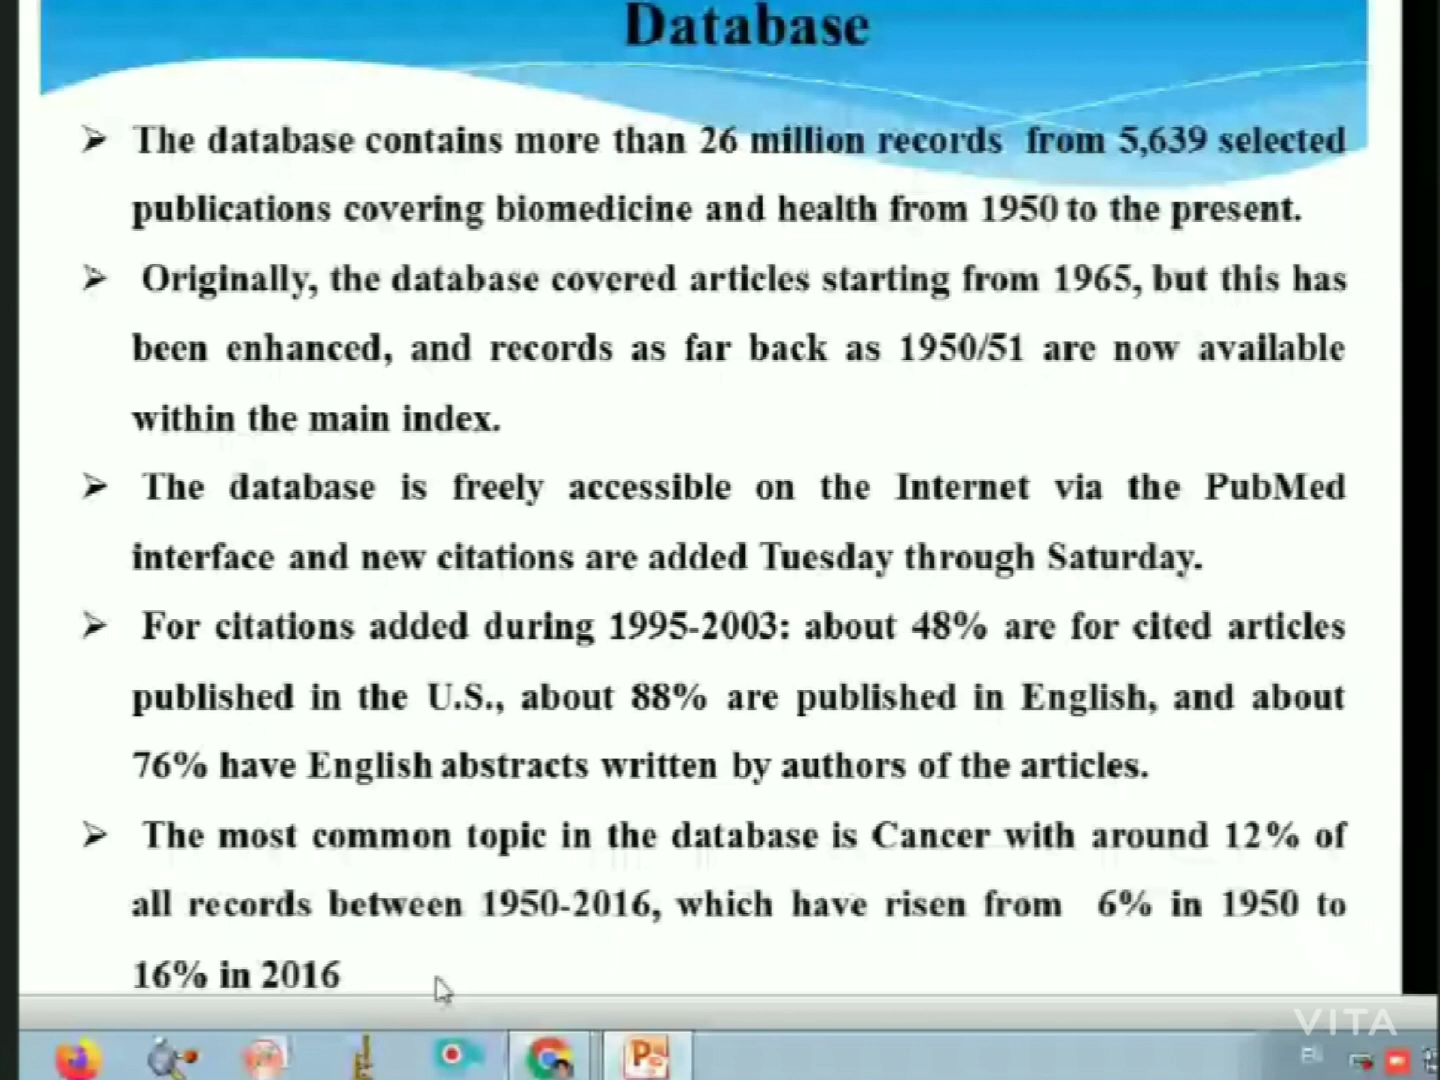 Database
➢ The database contains more than 26 million records from 5,639 selected
publications covering biomedicine and health from 1950 to the present.
➢ Originally, the database covered articles starting from 1965, but this has
been enhanced, and records as far back as 1950/51 are now available
within the main index.
➢ The database is freely accessible on the Internet via the PubMed
interface and new citations are added Tuesday through Saturday.
➢ For citations added during 1995-2003: about 48% are for cited articles
published in the U.S., about 88% are published in English, and about
76% have English abstracts written by authors of the articles.
➢ The most common topic in the database is Cancer with around 12% of
all records between 1950-2016, which have risen from 6% in 1950 to
16% in 2016
VITA
EN